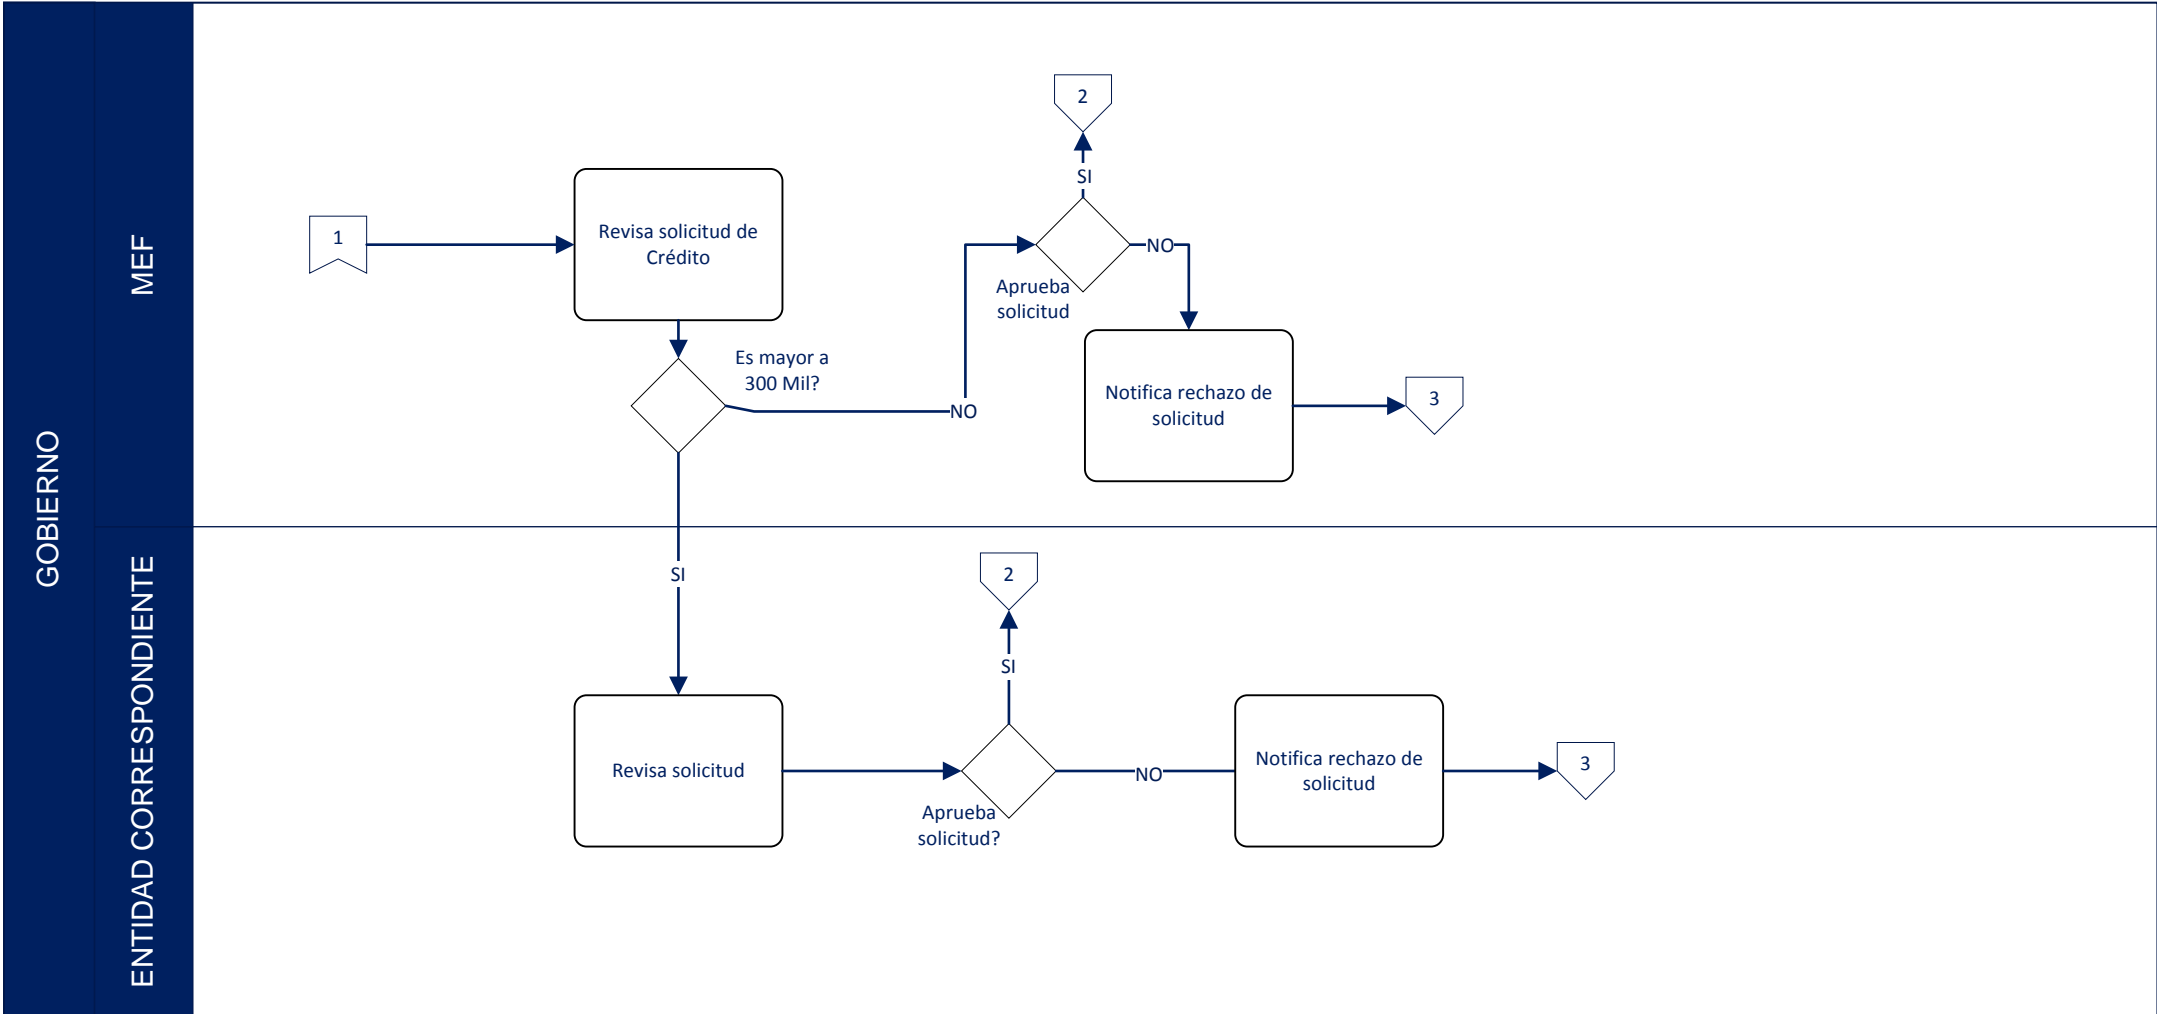 GOBIERNO
MEF
1
Revisa solicitud de
Crédito
Es mayor a
300 Mil?
NO
2
SI
Aprueba
solicitud
NO
Notifica rechazo de
solicitud
3
ENTIDAD CORRESPONDIENTE
SI
Revisa solicitud
2
SI
Aprueba
solicitud?
NO
Notifica rechazo de
solicitud
3